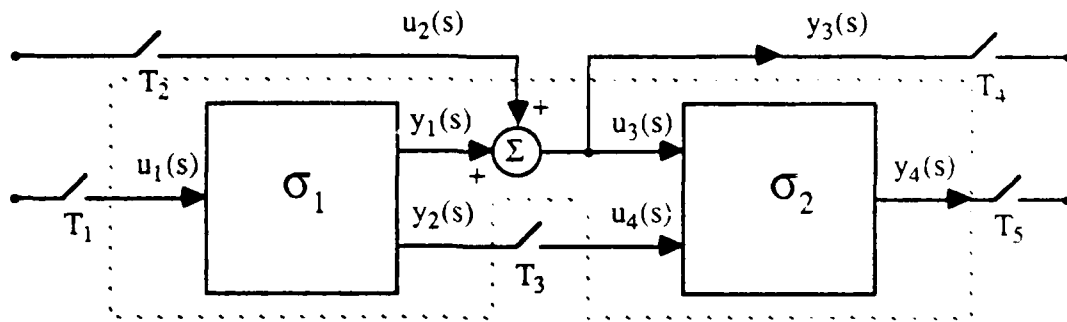 u2(s)
y3(s)
T2
+
T4
y1(s)
Σ
u3(s)
+
u1(s)
σ1
σ2
y4(s)
T1
y2(s)
u4(s)
T3
T5